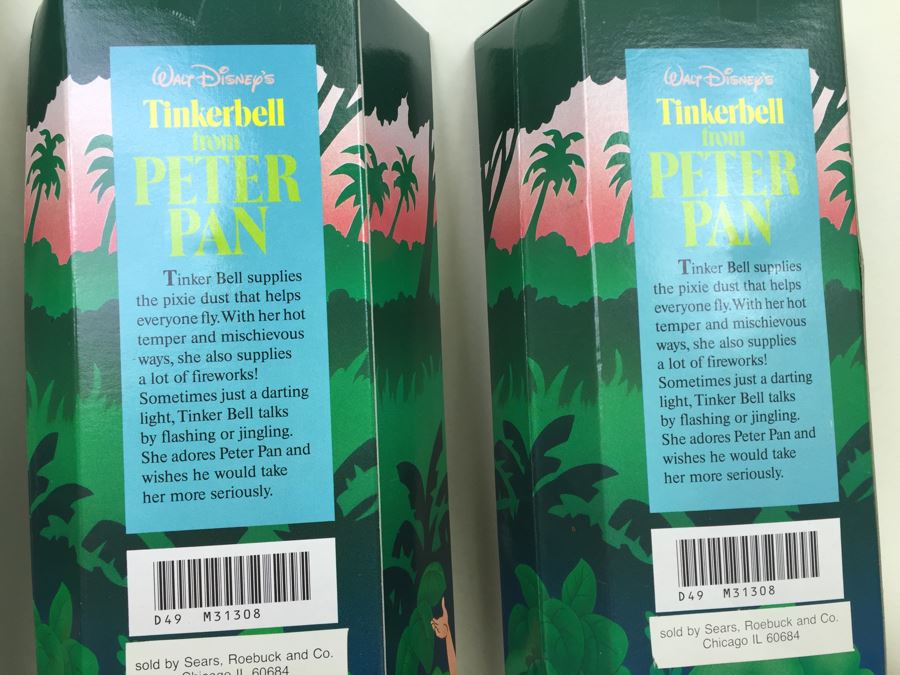 WALT DISNEY'S
Tinkerbell
from
PETER
PAN
Tinker Bell supplies
the pixie dust that helps
everyone fly. With her hot
temper and mischievous
ways, she also supplies
a lot of fireworks!
Sometimes just a darting
light, Tinker Bell talks
by flashing or jingling.
She adores Peter Pan and
wishes he would take
her more seriously.
D49 M31308
sold by Sears, Roebuck and Co.
Chicago IL 60684
WALT DISNEY'S
Tinkerbell
from
PETER
PAN
Tinker Bell supplies
the pixie dust that helps
everyone fly. With her hot
temper and mischievous
ways, she also supplies
a lot of fireworks!
Sometimes just a darting
light, Tinker Bell talks
by flashing or jingling.
She adores Peter Pan and
wishes he would take
her more seriously.
D49 M31308
sold by Sears, Roebuck and Co.
Chicago IL 60684